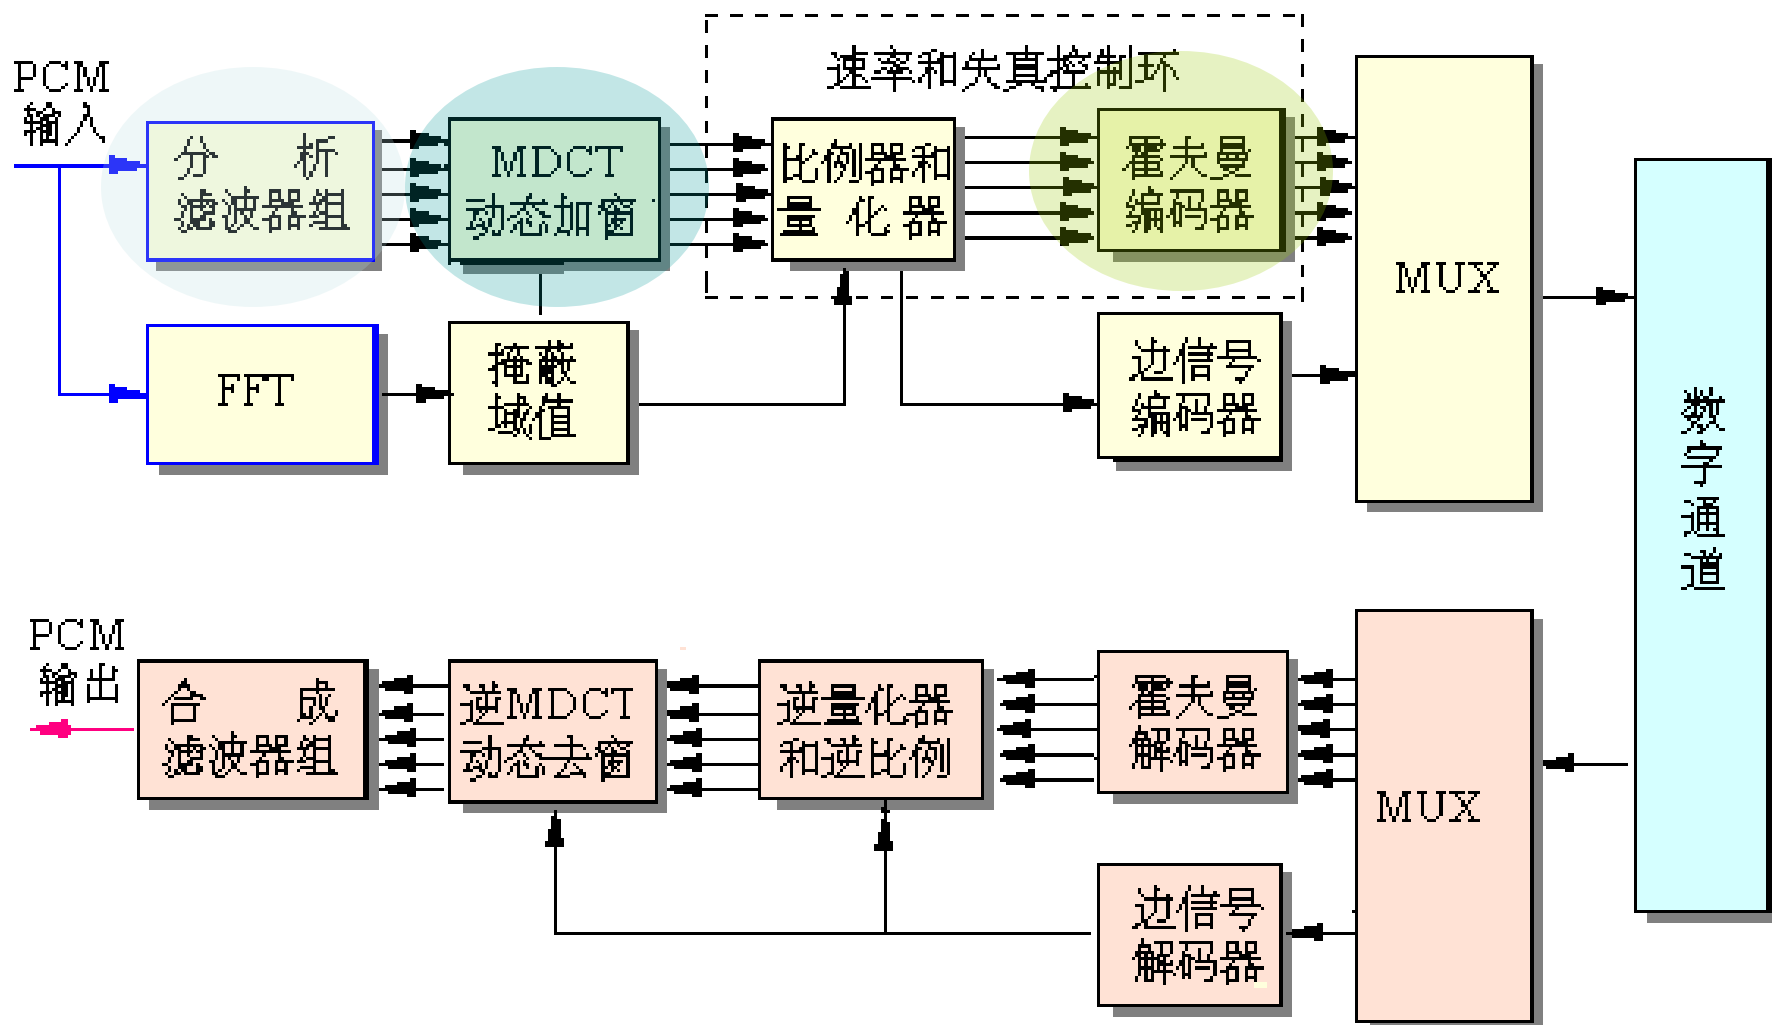 PCM
输入
速率和失真控制环
分 析
滤波器组
MDCT
动态加窗
比例器和
量化器
霍夫曼
编码器
MUX
FFT
掩蔽
域值
边信号
编码器
数
字
通
道
PCM
输出
合 成
滤波器组
逆MDCT
动态去窗
逆量化器
和逆比例
霍夫曼
解码器
MUX
边信号
解码器